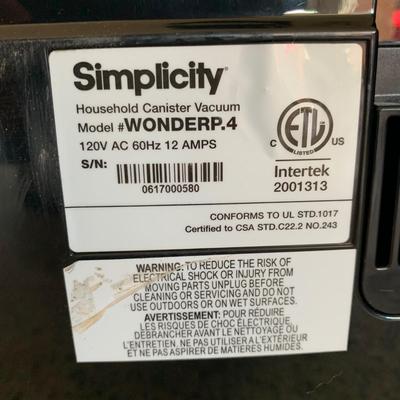 Simplicity
Household Canister Vacuum
Model #WONDERP.4
120V AC 60Hz 12 AMPS
S/N:
0617000580
C ETL US
LISTED
Intertek
2001313
CONFORMS TO UL STD.1017
Certified to CSA STD.C22.2 NO.243
WARNING: TO REDUCE THE RISK OF
ELECTRICAL SHOCK OR INJURY FROM
MOVING PARTS UNPLUG BEFORE
CLEANING OR SERVICING AND DO NOT
USE OUTDOORS OR ON WET SURFACES.
AVERTISSEMENT: POUR RÉDUIRE
LES RISQUES DE CHOC ÉLECTRIQUE,
DÉBRANCHER AVANT LE NETTOYAGE OU
L'ENTRETIEN. NE PAS UTILISER À L'EXTÉRIEUR
ET NE PAS ASPIRER DE MATIERES HUMIDES.